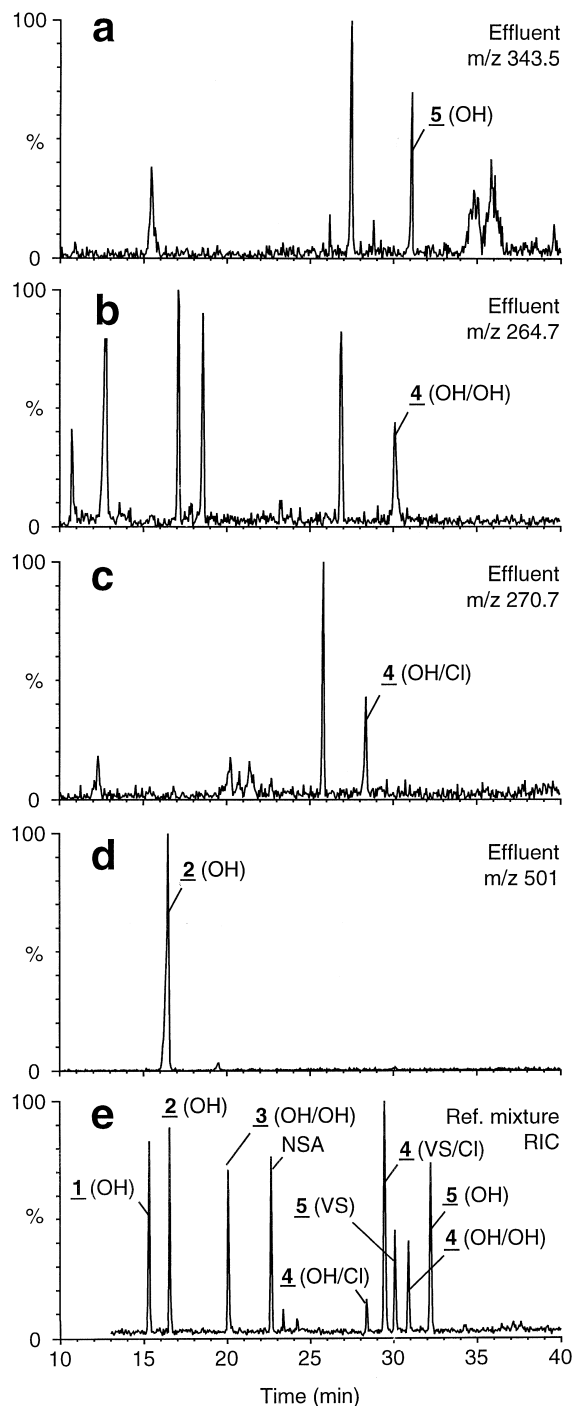 100
a
Effluent
m/z 343.5
5 (OH)
%
0
100
b
Effluent
m/z 264.7
4 (OH/OH)
%
0
100
c
Effluent
m/z 270.7
4 (OH/Cl)
%
0
100
d
Effluent
m/z 501
2 (OH)
%
0
100
e
2 (OH)
3 (OH/OH)
Ref. mixture
RIC
NSA
4 (VS/Cl)
1 (OH)
5 (VS)
5 (OH)
4 (OH/OH)
%
4 (OH/Cl)
0
10 15 20 25 30 35 40
Time (min)